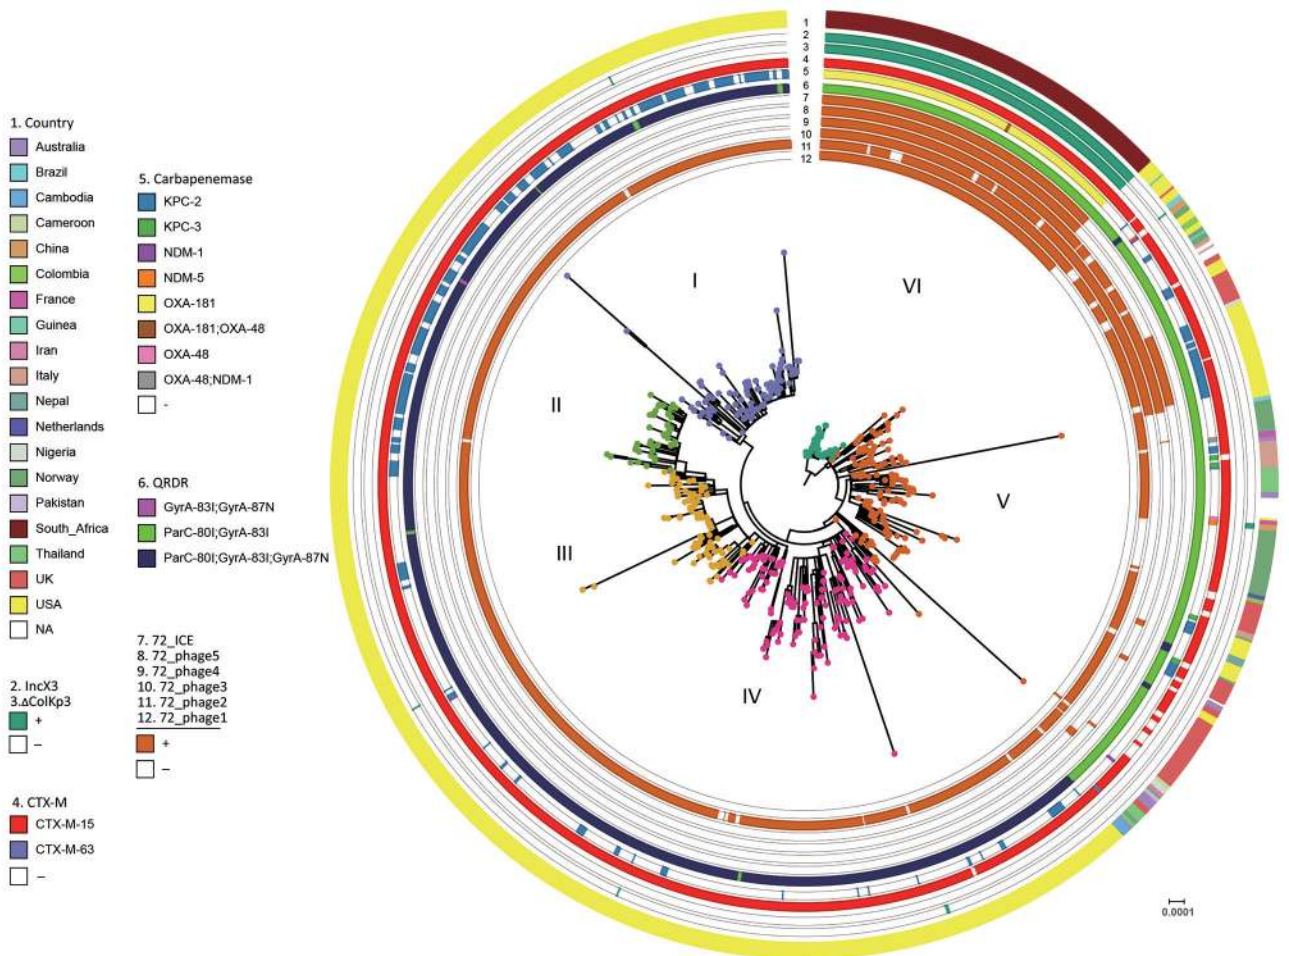 1. Country
Australia
Brazil
Cambodia
Cameroon
China
Colombia
France
Guinea
Iran
Italy
Nepal
Netherlands
Nigeria
Norway
Pakistan
South_Africa
Thailand
UK
USA
NA
2. IncX3
3.ΔColKp3
+
–
4. CTX-M
CTX-M-15
CTX-M-63
–
5. Carbapenemase
KPC-2
KPC-3
NDM-1
NDM-5
OXA-181
OXA-181;OXA-48
OXA-48
OXA-48;NDM-1
-
6. QRDR
GyrA-83I;GyrA-87N
ParC-80I;GyrA-83I
ParC-80I;GyrA-83I;GyrA-87N
7. 72_ICE
8. 72_phage5
9. 72_phage4
10. 72_phage3
11. 72_phage2
12. 72_phage1
+
–
1
2
3
4
5
6
7
8
9
10
11
12
I
VI
II
V
III
IV
0.0001